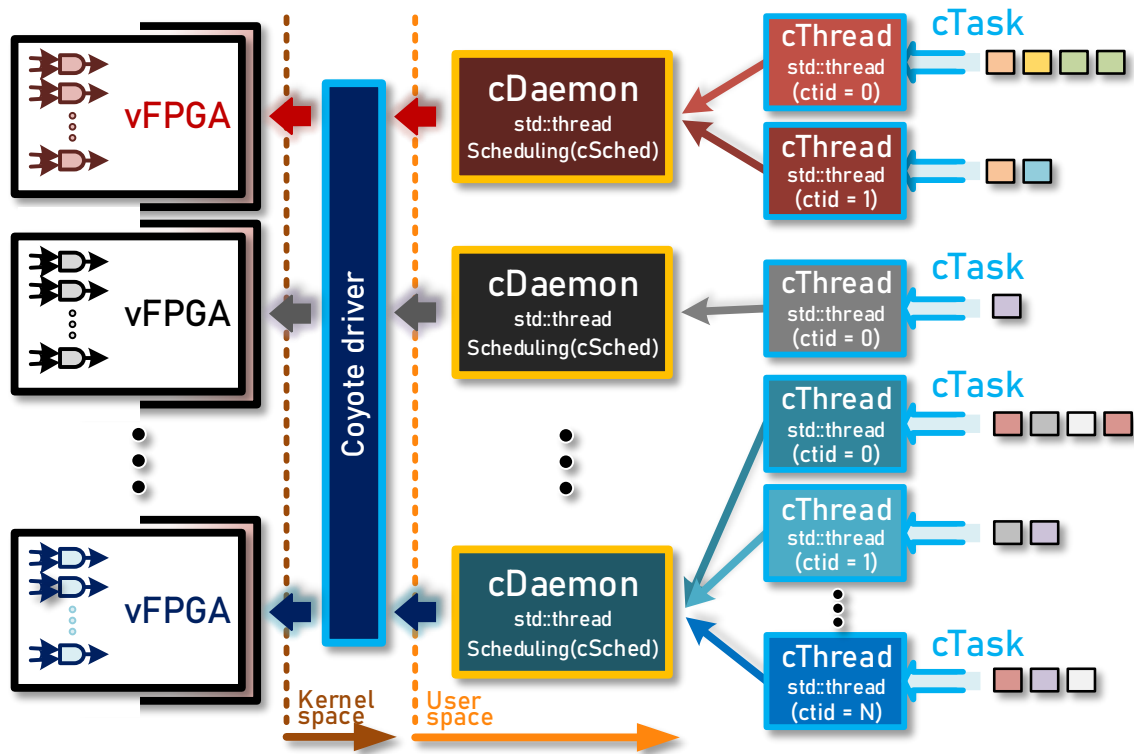 vFPGA
vFPGA
vFPGA
Coyote driver
Kernel
space
User
space
cDaemon
std::thread
Scheduling(cSched)
cDaemon
std::thread
Scheduling(cSched)
cDaemon
std::thread
Scheduling(cSched)
cThread
std::thread
(ctid = 0)
cTask
cThread
std::thread
(ctid = 1)
cThread
std::thread
(ctid = 0)
cTask
cThread
std::thread
(ctid = 0)
cTask
cThread
std::thread
(ctid = 1)
cThread
std::thread
(ctid = N)
cTask